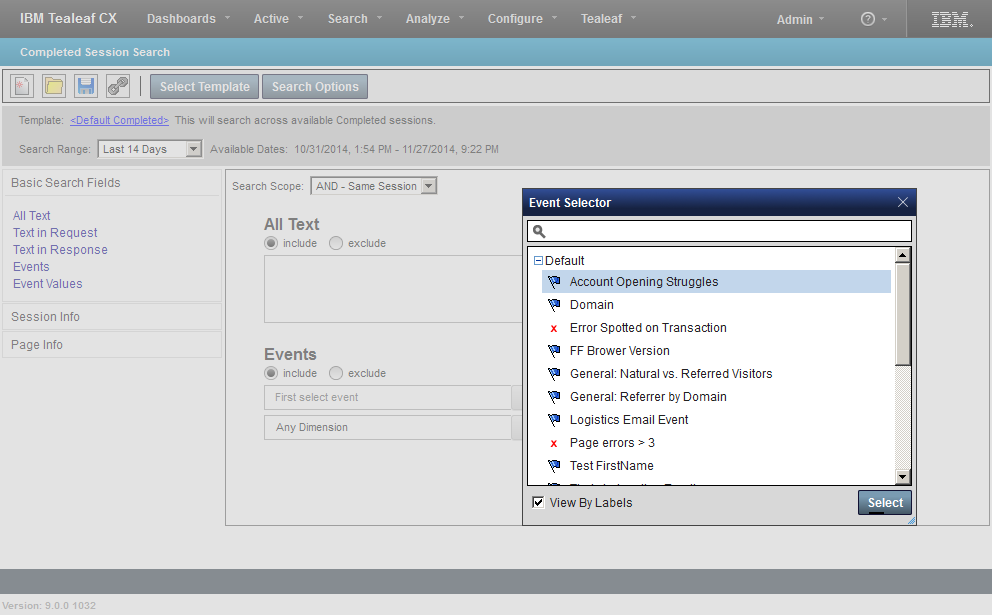 IBM Tealeaf CX Dashboards Active Search Analyze Configure Tealeaf Admin ? IBM.
Completed Session Search
Select Template Search Options
Template: <Default Completed> This will search across available Completed sessions.
Search Range: Last 14 Days Available Dates: 10/31/2014, 1:54 PM - 11/27/2014, 9:22 PM
Basic Search Fields
All Text
Text in Request
Text in Response
Events
Event Values
Session Info
Page Info
Search Scope: AND - Same Session
All Text
include exclude
Events
include exclude
First select event
Any Dimension
Event Selector
Default
Account Opening Struggles
Domain
Error Spotted on Transaction
FF Brower Version
General: Natural vs. Referred Visitors
General: Referrer by Domain
Logistics Email Event
Page errors > 3
Test FirstName
View By Labels Select
Version: 9.0.0 1032